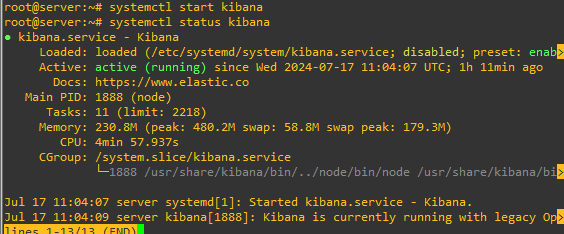 root@server:~# systemctl start kibana
root@server:~# systemctl status kibana
● kibana.service - Kibana
Loaded: loaded (/etc/systemd/system/kibana.service; disabled; preset: enab>
Active: active (running) since Wed 2024-07-17 11:04:07 UTC; 1h 11min ago
Docs: https://www.elastic.co
Main PID: 1888 (node)
Tasks: 11 (limit: 2218)
Memory: 230.8M (peak: 480.2M swap: 58.8M swap peak: 179.3M)
CPU: 4min 57.937s
CGroup: /system.slice/kibana.service
└─1888 /usr/share/kibana/bin/../node/bin/node /usr/share/kibana/bi>
Jul 17 11:04:07 server systemd[1]: Started kibana.service - Kibana.
Jul 17 11:04:09 server kibana[1888]: Kibana is currently running with legacy Op>
lines 1-13/13 (END)